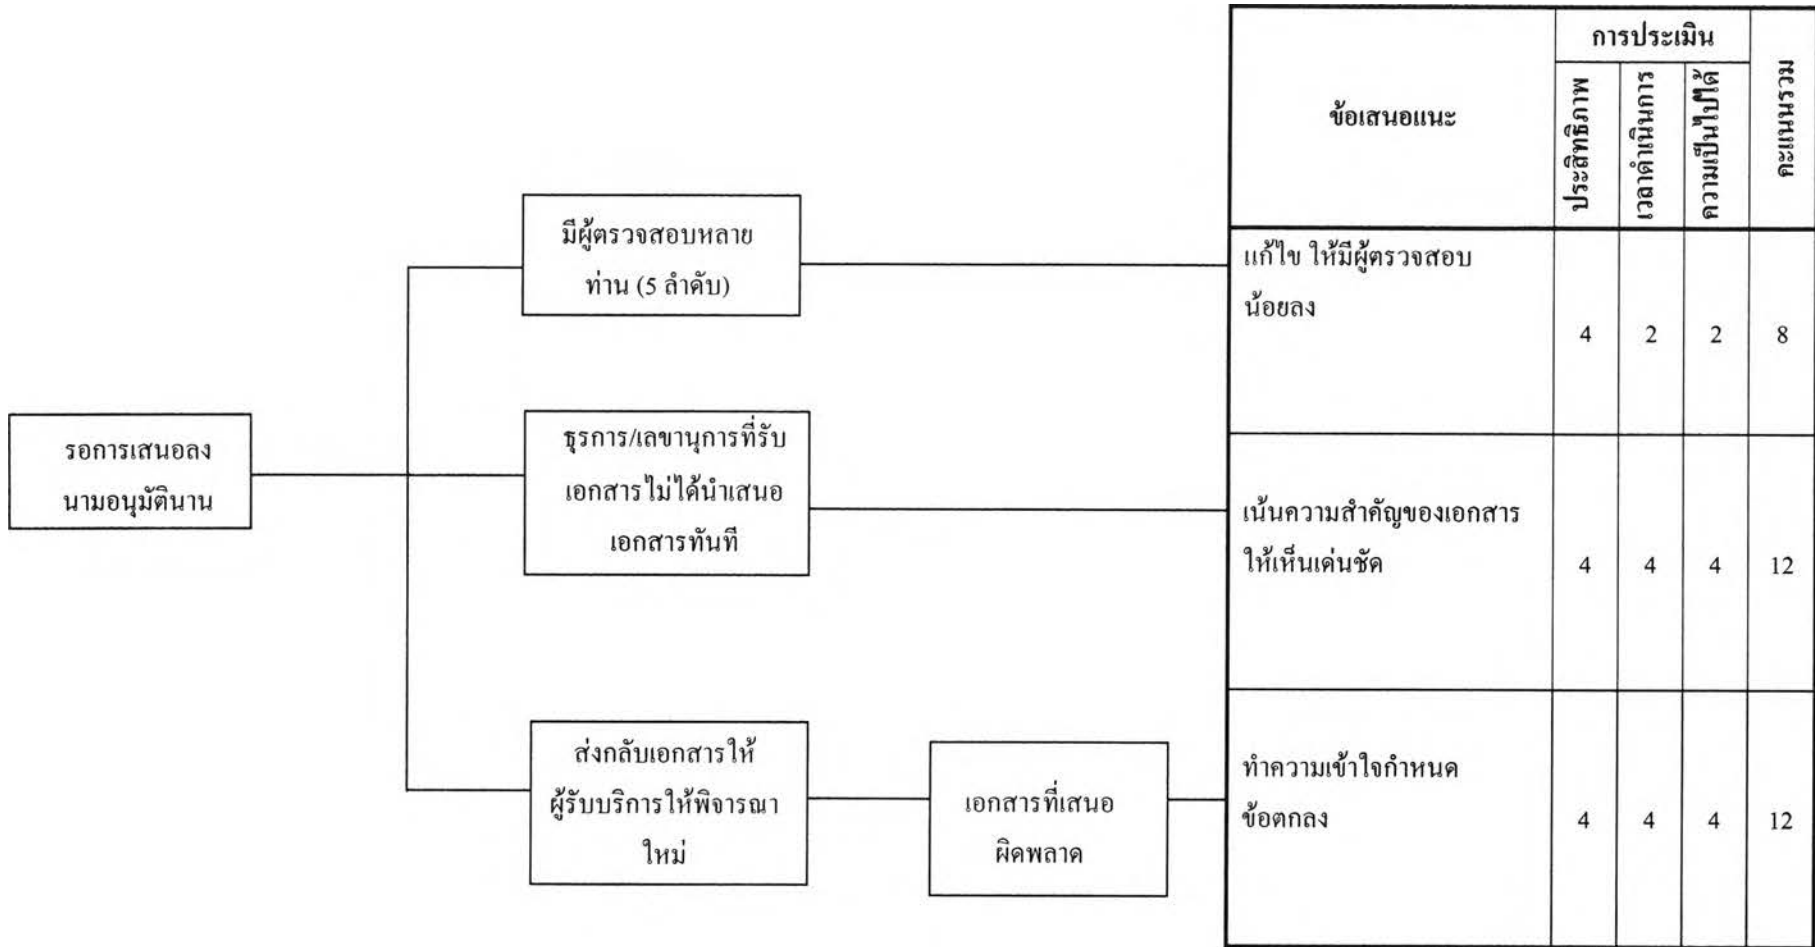 ข้อเสนอแนะ
การประเมิน
ประสิทธิภาพ
เวลาดำเนินการ
ความเป็นไปได้
คะแนนรวม
มีผู้ตรวจสอบหลาย
ท่าน (5 ลำดับ)
แก้ไข ให้มีผู้ตรวจสอบ
น้อยลง
4 2 2 8
รอการเสนอลง
นามอนุมัตินาน
ธุรการ/เลขานุการที่รับ
เอกสารไม่ได้นำเสนอ
เอกสารทันที
เน้นความสำคัญของเอกสาร
ให้เห็นเด่นชัด
4 4 4 12
ส่งกลับเอกสารให้
ผู้รับบริการให้พิจารณา
ใหม่
เอกสารที่เสนอ
ผิดพลาด
ทำความเข้าใจกำหนด
ข้อตกลง
4 4 4 12